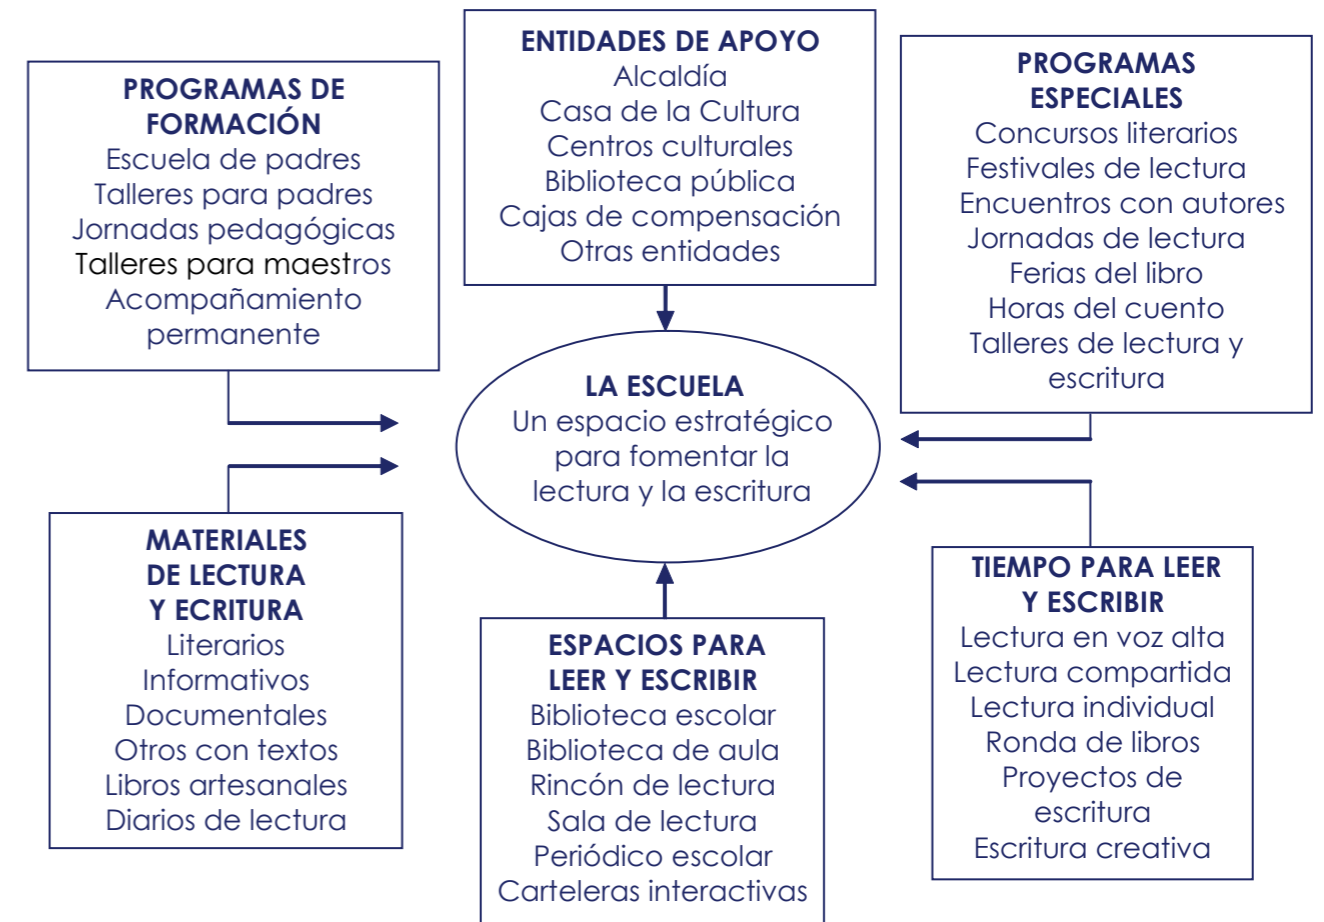 PROGRAMAS DE
FORMACIÓN
Escuela de padres
Talleres para padres
Jornadas pedagógicas
Talleres para maestros
Acompañamiento
permanente
ENTIDADES DE APOYO
Alcaldía
Casa de la Cultura
Centros culturales
Biblioteca pública
Cajas de compensación
Otras entidades
PROGRAMAS
ESPECIALES
Concursos literarios
Festivales de lectura
Encuentros con autores
Jornadas de lectura
Ferias del libro
Horas del cuento
Talleres de lectura y
escritura
LA ESCUELA
Un espacio estratégico
para fomentar la
lectura y la escritura
MATERIALES
DE LECTURA
Y ECRITURA
Literarios
Informativos
Documentales
Otros con textos
Libros artesanales
Diarios de lectura
ESPACIOS PARA
LEER Y ESCRIBIR
Biblioteca escolar
Biblioteca de aula
Rincón de lectura
Sala de lectura
Periódico escolar
Carteleras interactivas
TIEMPO PARA LEER
Y ESCRIBIR
Lectura en voz alta
Lectura compartida
Lectura individual
Ronda de libros
Proyectos de
escritura
Escritura creativa